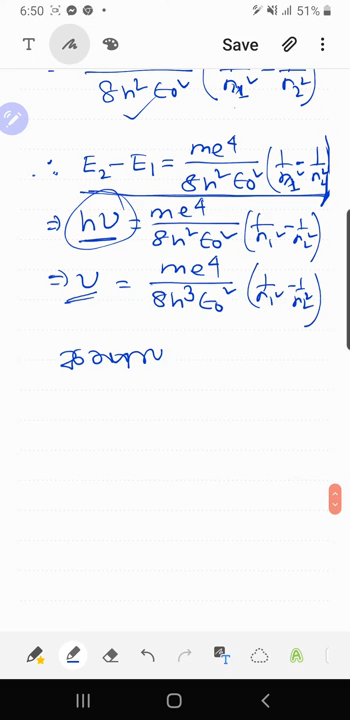 6:50 51%
T Save
8h²ε₀² (1/n₁² - 1/n₂²)
∴ E₂ - E₁ = me⁴/8h²ε₀² (1/n₁² - 1/n₂²)
⇒ hυ = me⁴/8h²ε₀² (1/n₁² - 1/n₂²)
⇒ υ = me⁴/8h³ε₀² (1/n₁² - 1/n₂²)